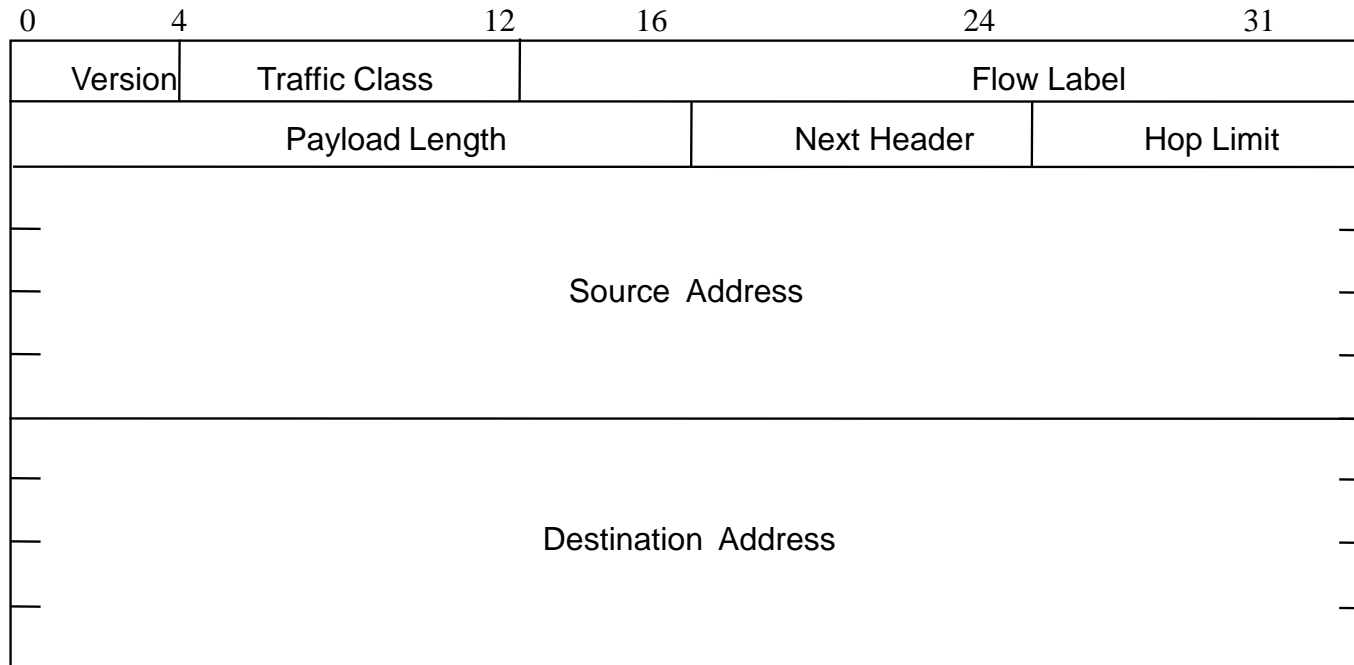 0 4 12 16 24 31
Version Traffic Class Flow Label
Payload Length Next Header Hop Limit
Source Address
Destination Address